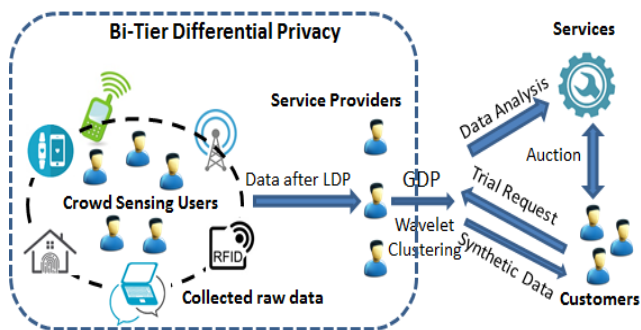 Bi-Tier Differential Privacy
Services
Service Providers
Data Analysis
Auction
Crowd Sensing Users
Data after LDP
GDP
Trial Request
Wavelet
Clustering
Synthetic Data
RFID
Collected raw data
Customers